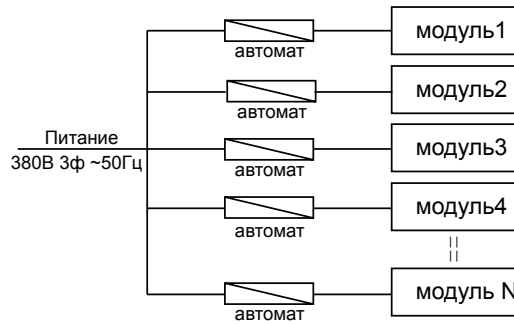 модуль1
автомат
модуль2
автомат
Питание
380В 3ф ~50Гц
модуль3
автомат
модуль4
автомат
модуль N
автомат